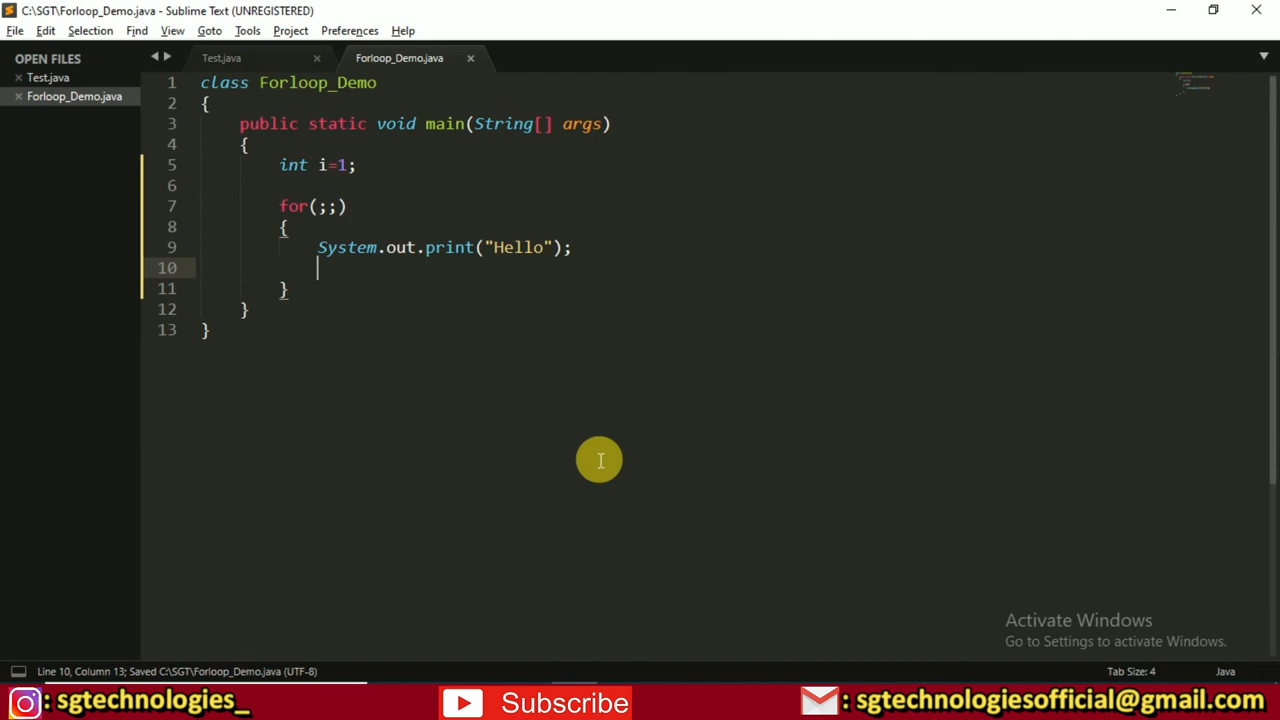 C:\SGT\Forloop_Demo.java - Sublime Text (UNREGISTERED)
File Edit Selection Find View Goto Tools Project Preferences Help
OPEN FILES
Test.java
Forloop_Demo.java
Test.java Forloop_Demo.java
1 class Forloop_Demo
2 {
3 public static void main(String[] args)
4 {
5 int i=1;
6
7 for(;;)
8 {
9 System.out.print("Hello");
10
11 }
12 }
13 }
Activate Windows
Go to Settings to activate Windows.
Line 10, Column 13; Saved C:\SGT\Forloop_Demo.java (UTF-8) Tab Size: 4 Java
: sgtechnologies_ Subscribe : sgtechnologiesofficial@gmail.com